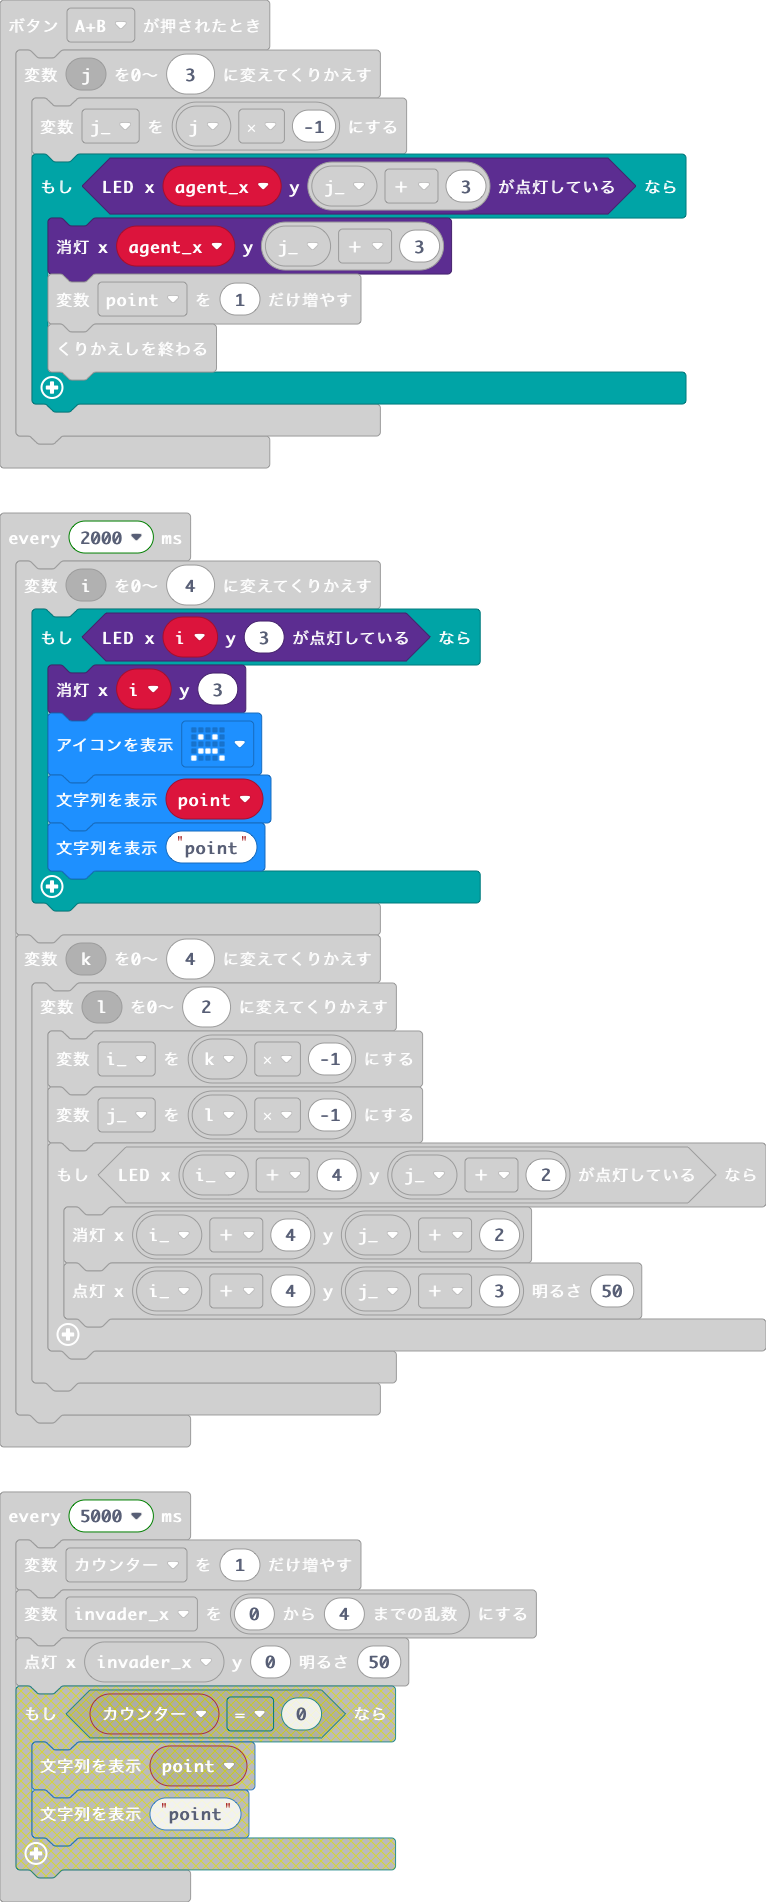 ボタン A+B が押されたとき
変数 j を0～ 3 に変えてくりかえす
変数 j_ を j × -1 にする
もし LED x agent_x y j_ + 3 が点灯している なら
消灯 x agent_x y j_ + 3
変数 point を 1 だけ増やす
くりかえしを終わる
every 2000 ms
変数 i を0～ 4 に変えてくりかえす
もし LED x i y 3 が点灯している なら
消灯 x i y 3
アイコンを表示
文字列を表示 point
文字列を表示 "point"
変数 k を0～ 4 に変えてくりかえす
変数 l を0～ 2 に変えてくりかえす
変数 i_ を k × -1 にする
変数 j_ を l × -1 にする
もし LED x i_ + 4 y j_ + 2 が点灯している なら
消灯 x i_ + 4 y j_ + 2
点灯 x i_ + 4 y j_ + 3 明るさ 50
every 5000 ms
変数 カウンター を 1 だけ増やす
変数 invader_x を 0 から 4 までの乱数 にする
点灯 x invader_x y 0 明るさ 50
もし カウンター = 0 なら
文字列を表示 point
文字列を表示 "point"